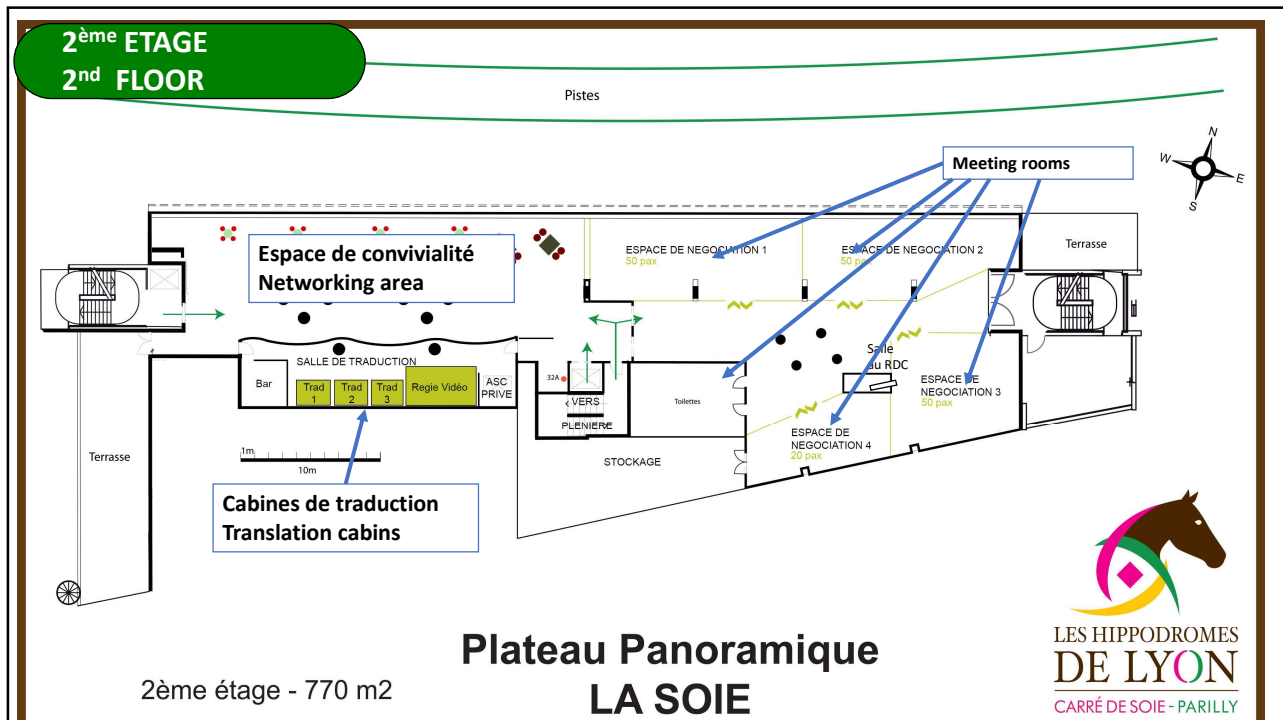 2ème ETAGE
2nd FLOOR
Pistes
N
W
E
S
Meeting rooms
Espace de convivialité
Networking area
ESPACE DE NEGOCIATION 1
50 pax
ESPACE DE NEGOCIATION 2
50 pax
Terrasse
SALLE DE TRADUCTION
Bar
Trad
1
Trad
2
Trad
3
Regie Vidéo
ASC
PRIVE
32A
VERS
PLENIERE
Toilettes
Salle
au RDC
ESPACE DE
NEGOCIATION 3
50 pax
ESPACE DE
NEGOCIATION 4
20 pax
STOCKAGE
Terrasse
1m
10m
Cabines de traduction
Translation cabins
Plateau Panoramique
LA SOIE
2ème étage - 770 m2
LES HIPPODROMES
DE LYON
CARRÉ DE SOIE - PARILLY